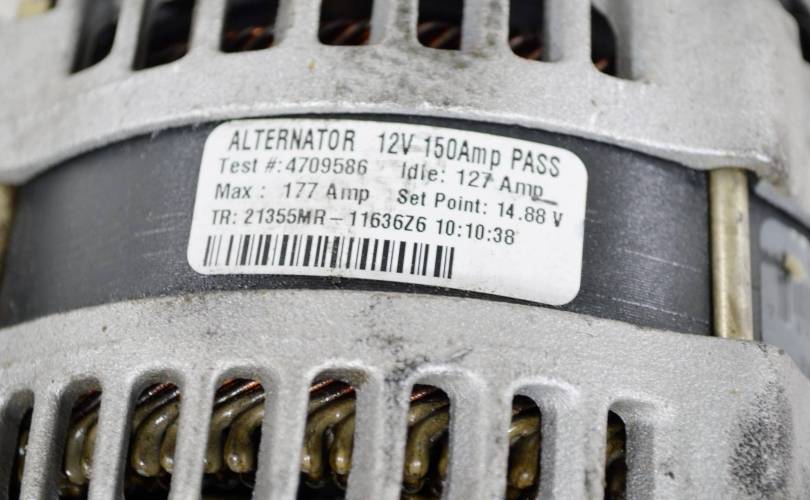 ALTERNATOR 12V 150Amp PASS
Test #: 4709586 Idle: 127 Amp
Max : 177 Amp Set Point: 14.88 V
TR: 21355MR-11636Z6 10:10:38